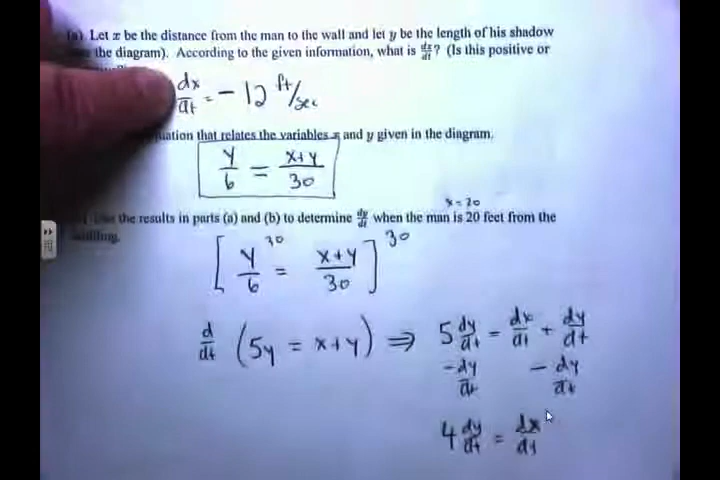 (a) Let x be the distance from the man to the wall and let y be the length of his shadow
the diagram). According to the given information, what is dx/dt? (Is this positive or
dx/dt = - 12 ft/sec
equation that relates the variables x and y given in the diagram.
y/6 = x+y/30
x = 20
the results in parts (a) and (b) to determine dy/dt when the man is 20 feet from the
building.
[ y/6 = x+y/30 ] 30
30
d/dt (5y = x+y) ⇒ 5 dy/dt = dx/dt + dy/dt
- dy/dt - dy/dt
4 dy/dt = dx/dt